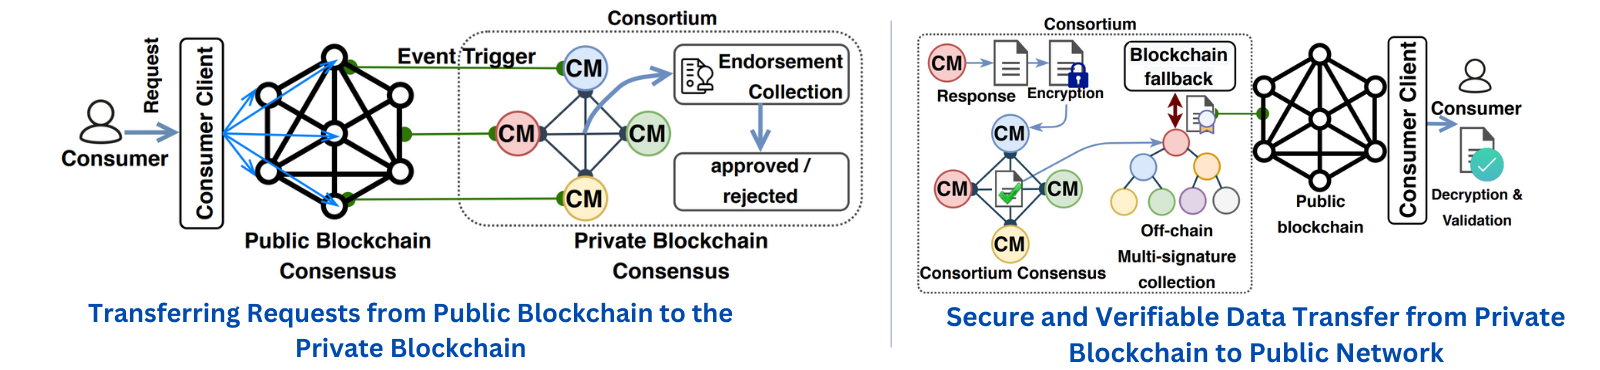 Consortium
Request
Consumer
Consumer Client
Event Trigger
CM
CM
CM
CM
Endorsement
Collection
approved /
rejected
Public Blockchain
Consensus
Private Blockchain
Consensus
Transferring Requests from Public Blockchain to the
Private Blockchain
Consortium
CM
Response
Encryption
Blockchain
fallback
CM
CM
CM
CM
Consortium Consensus
Off-chain
Multi-signature
collection
Public
blockchain
Consumer Client
Consumer
Decryption &
Validation
Secure and Verifiable Data Transfer from Private
Blockchain to Public Network